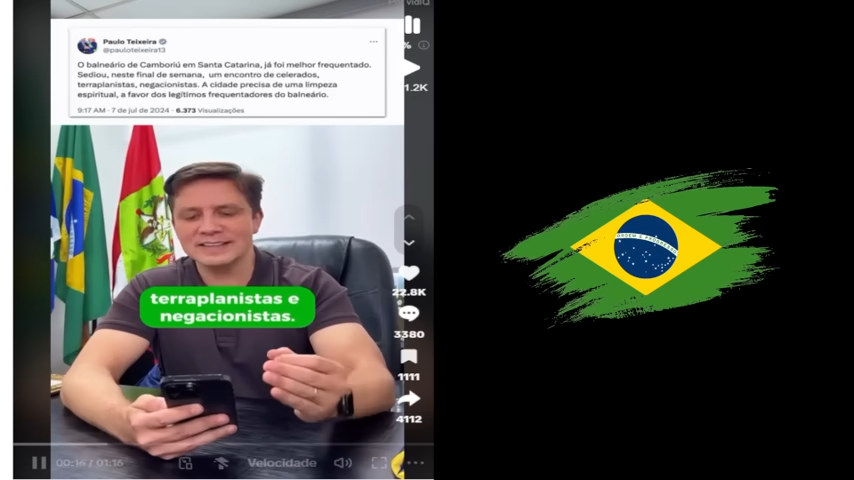 VidIQ
Paulo Teixeira
@pauloteixeira13
O balneário de Camboriú em Santa Catarina, já foi melhor frequentado.
Sediou, neste final de semana, um encontro de celerados,
terraplanistas, negacionistas. A cidade precisa de uma limpeza
espiritual, a favor dos legítimos frequentadores do balneário.
9:17 AM · 7 de jul de 2024 · 6.373 Visualizações
%
1.2K
terraplanistas e
negacionistas.
22.8K
3380
1111
4112
00:16 / 01:16
Velocidade
ORDEM E PROGRESSO